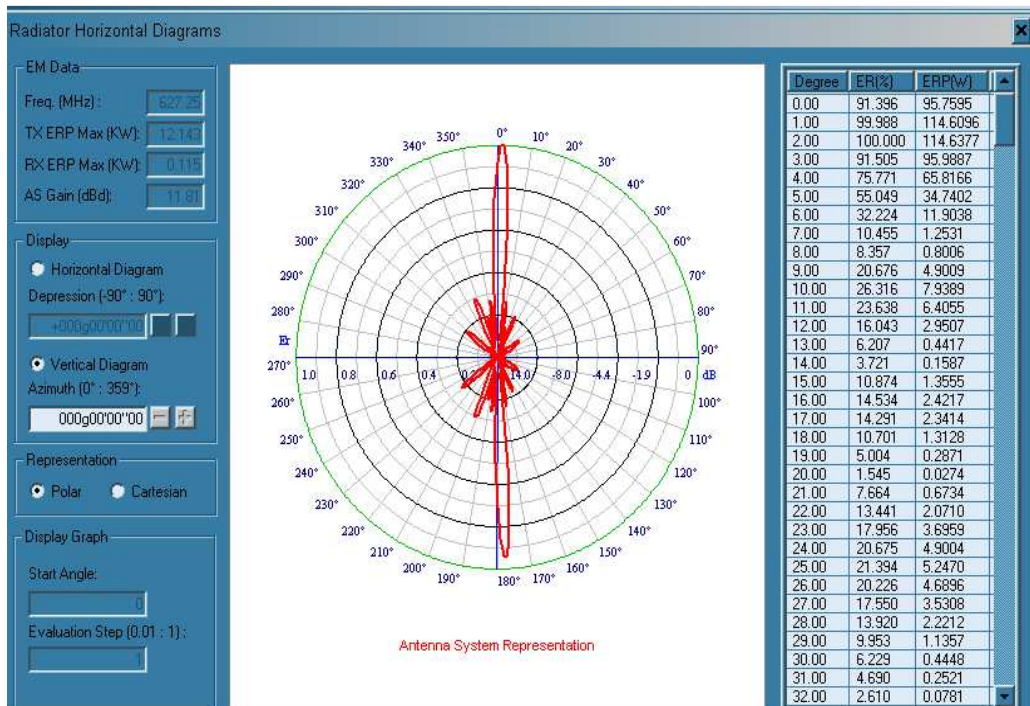 Radiator Horizontal Diagrams
EM Data
Freq. (MHz) : 627.25
TX ERP Max (KW): 12.143
RX ERP Max (KW): 0.115
AS Gain (dBd): 11.81
Display
Horizontal Diagram
Depression (-90° : 90°):
+000g00'00"00
Vertical Diagram
Azimuth (0° : 359°):
000g00'00"00
Representation
Polar Cartesian
Display Graph
Start Angle:
0
Evaluation Step (0,01 : 1) :
1
340° 350° 0° 10° 20°
330° 30°
320° 40°
310° 50°
300° 60°
290° 70°
280° 80°
Er
270° 90°
1.0 0.8 0.6 0.4 14.0 -8.0 -4.4 -1.9 0 dB
260° 100°
250° 110°
240° 120°
230° 130°
220° 140°
210° 150°
200° 190° 180° 170° 160°
Antenna System Representation
Degree ER(%) ERP(W)
0.00 91.396 95.7595
1.00 99.988 114.6096
2.00 100.000 114.6377
3.00 91.505 95.9887
4.00 75.771 65.8166
5.00 55.049 34.7402
6.00 32.224 11.9038
7.00 10.455 1.2531
8.00 8.357 0.8006
9.00 20.676 4.9009
10.00 26.316 7.9389
11.00 23.638 6.4055
12.00 16.043 2.9507
13.00 6.207 0.4417
14.00 3.721 0.1587
15.00 10.874 1.3555
16.00 14.534 2.4217
17.00 14.291 2.3414
18.00 10.701 1.3128
19.00 5.004 0.2871
20.00 1.545 0.0274
21.00 7.664 0.6734
22.00 13.441 2.0710
23.00 17.956 3.6959
24.00 20.675 4.9004
25.00 21.394 5.2470
26.00 20.226 4.6896
27.00 17.550 3.5308
28.00 13.920 2.2212
29.00 9.953 1.1357
30.00 6.229 0.4448
31.00 4.690 0.2521
32.00 2.610 0.0781